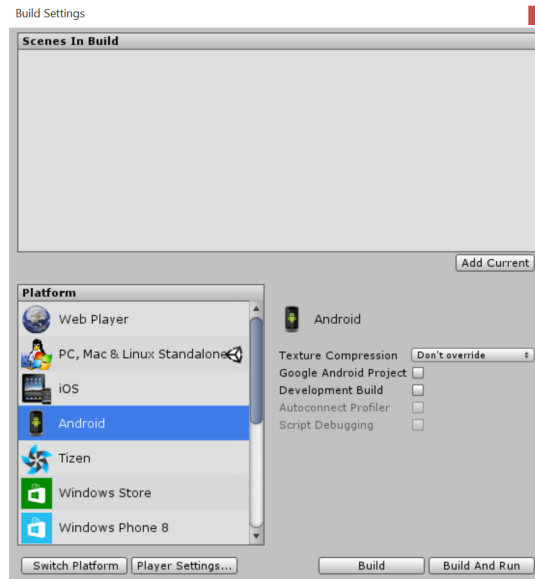 Build Settings
Scenes In Build
Add Current
Platform
Web Player
PC, Mac & Linux Standalone
iOS
Android
Tizen
Windows Store
Windows Phone 8
Android
Texture Compression Don't override
Google Android Project
Development Build
Autoconnect Profiler
Script Debugging
Switch Platform Player Settings... Build Build And Run